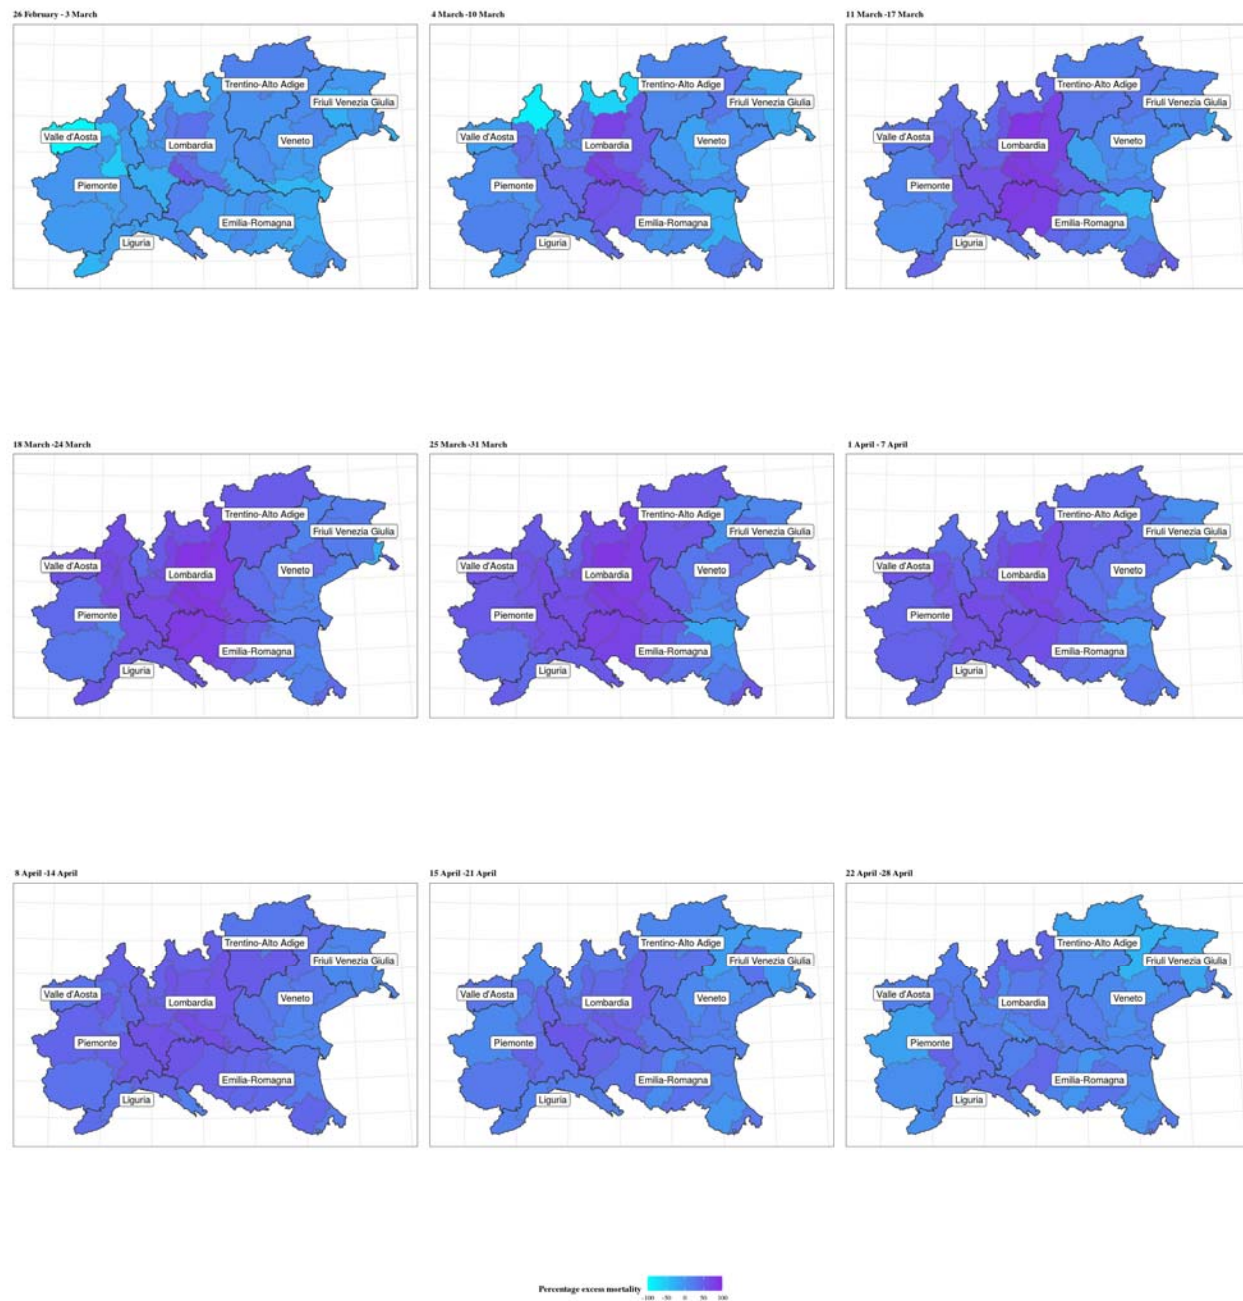 26 February - 3 March
4 March -10 March
11 March -17 March
Trentino-Alto Adige
Friuli Venezia Giulia
Valle d'Aosta
Lombardia
Veneto
Piemonte
Emilia-Romagna
Liguria
Trentino-Alto Adige
Friuli Venezia Giulia
Valle d'Aosta
Lombardia
Veneto
Piemonte
Emilia-Romagna
Liguria
Trentino-Alto Adige
Friuli Venezia Giulia
Valle d'Aosta
Lombardia
Veneto
Piemonte
Emilia-Romagna
Liguria
18 March -24 March
25 March -31 March
1 April - 7 April
Trentino-Alto Adige
Friuli Venezia Giulia
Valle d'Aosta
Lombardia
Veneto
Piemonte
Emilia-Romagna
Liguria
Trentino-Alto Adige
Friuli Venezia Giulia
Valle d'Aosta
Lombardia
Veneto
Piemonte
Emilia-Romagna
Liguria
Trentino-Alto Adige
Friuli Venezia Giulia
Valle d'Aosta
Lombardia
Veneto
Piemonte
Emilia-Romagna
Liguria
8 April -14 April
15 April -21 April
22 April -28 April
Trentino-Alto Adige
Friuli Venezia Giulia
Valle d'Aosta
Lombardia
Veneto
Piemonte
Emilia-Romagna
Liguria
Trentino-Alto Adige
Friuli Venezia Giulia
Valle d'Aosta
Lombardia
Veneto
Piemonte
Emilia-Romagna
Liguria
Trentino-Alto Adige
Friuli Venezia Giulia
Valle d'Aosta
Lombardia
Veneto
Piemonte
Emilia-Romagna
Liguria
Percentage excess mortality
-100 -50 0 50 100